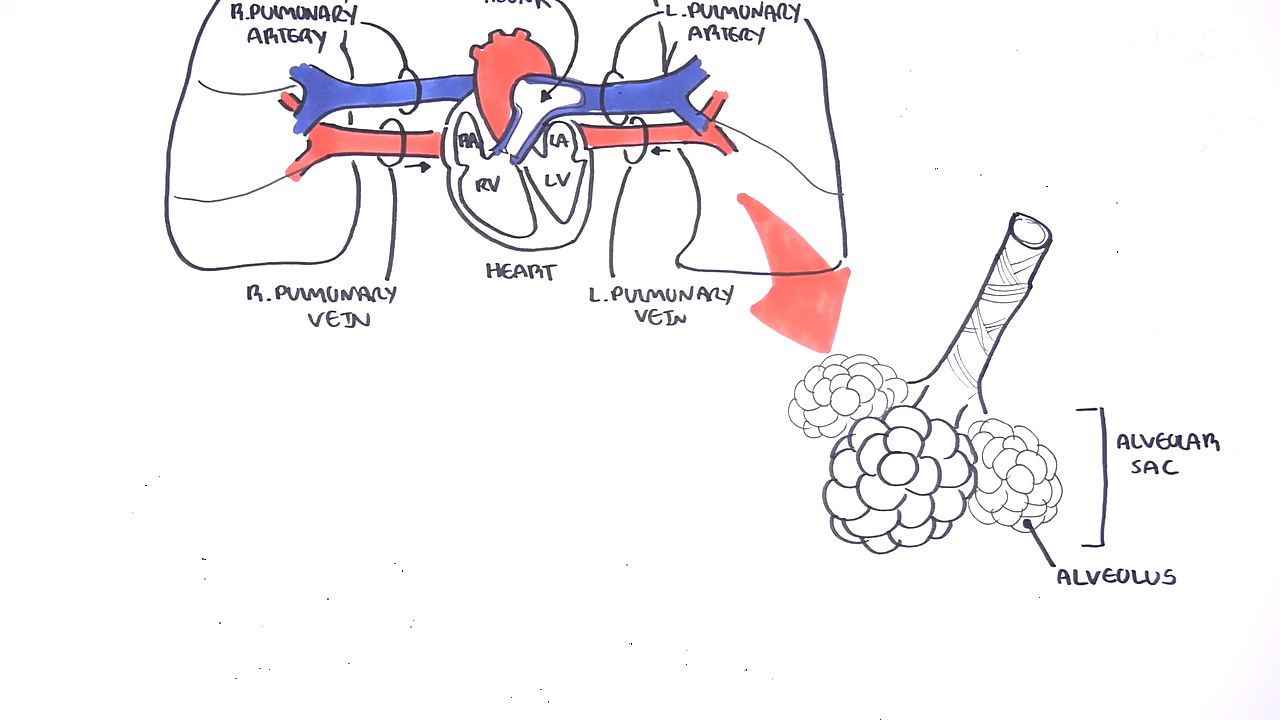 R.PULMONARY
ARTERY
L.PULMONARY
ARTERY
RA
LA
RV
LV
HEART
R.PULMONARY
VEIN
L.PULMONARY
VEIN
ALVEOLAR
SAC
ALVEOLUS